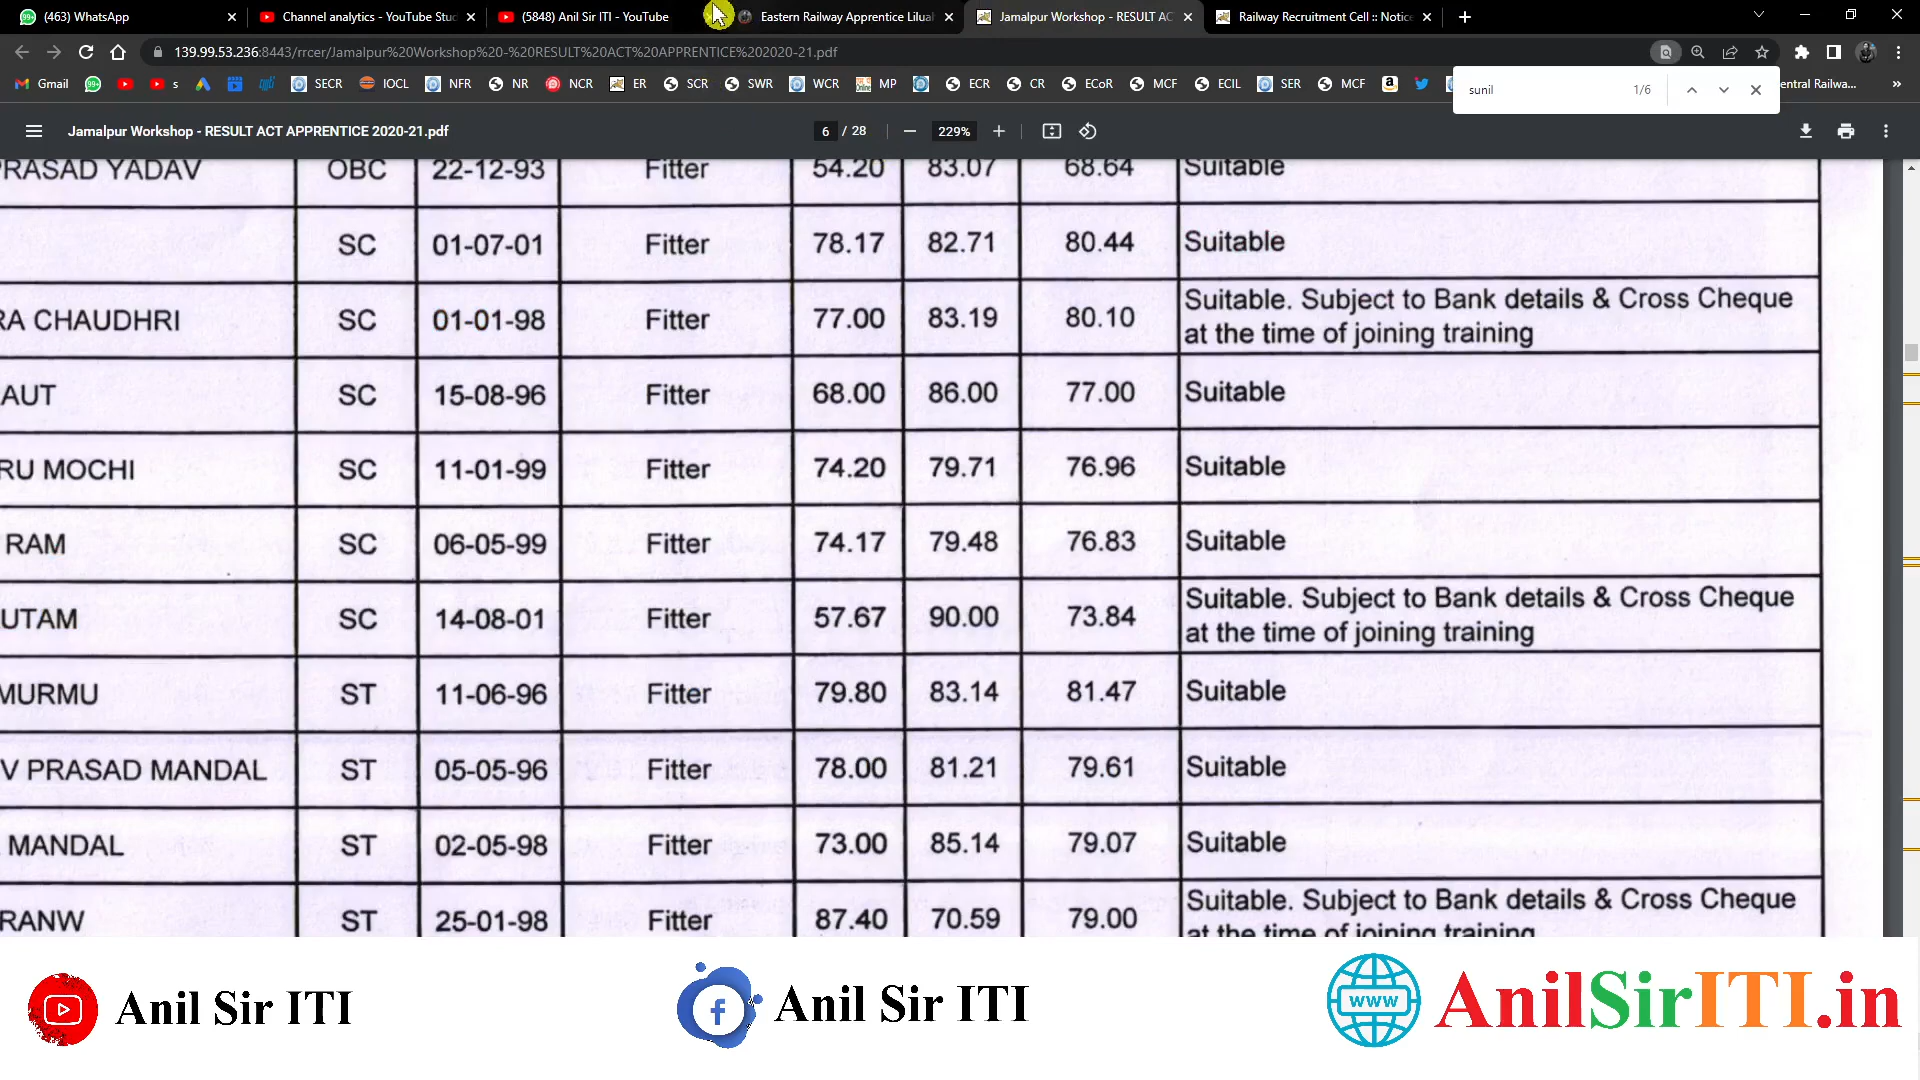 (463) WhatsApp
Channel analytics - YouTube Stud
(5848) Anil Sir ITI - YouTube
Eastern Railway Apprentice Lilual
Jamalpur Workshop - RESULT AC
Railway Recruitment Cell :: Notice
139.99.53.236:8443/rrcer/Jamalpur%20Workshop%20-%20RESULT%20ACT%20APPRENTICE%202020-21.pdf
Gmail s SECR IOCL NFR NR NCR ER SCR SWR WCR MP ECR CR ECoR MCF ECIL SER MCF entral Railwa... »
sunil 1/6
Jamalpur Workshop - RESULT ACT APPRENTICE 2020-21.pdf 6 / 28 229%
PRASAD YADAV OBC 22-12-93 Fitter 54.20 83.07 68.64 Suitable
SC 01-07-01 Fitter 78.17 82.71 80.44 Suitable
RA CHAUDHRI SC 01-01-98 Fitter 77.00 83.19 80.10 Suitable. Subject to Bank details & Cross Cheque
at the time of joining training
AUT SC 15-08-96 Fitter 68.00 86.00 77.00 Suitable
RU MOCHI SC 11-01-99 Fitter 74.20 79.71 76.96 Suitable
RAM SC 06-05-99 Fitter 74.17 79.48 76.83 Suitable
UTAM SC 14-08-01 Fitter 57.67 90.00 73.84 Suitable. Subject to Bank details & Cross Cheque
at the time of joining training
MURMU ST 11-06-96 Fitter 79.80 83.14 81.47 Suitable
V PRASAD MANDAL ST 05-05-96 Fitter 78.00 81.21 79.61 Suitable
MANDAL ST 02-05-98 Fitter 73.00 85.14 79.07 Suitable
RANW ST 25-01-98 Fitter 87.40 70.59 79.00 Suitable. Subject to Bank details & Cross Cheque
at the time of joining training
Anil Sir ITI
Anil Sir ITI
www
AnilSirITI.in